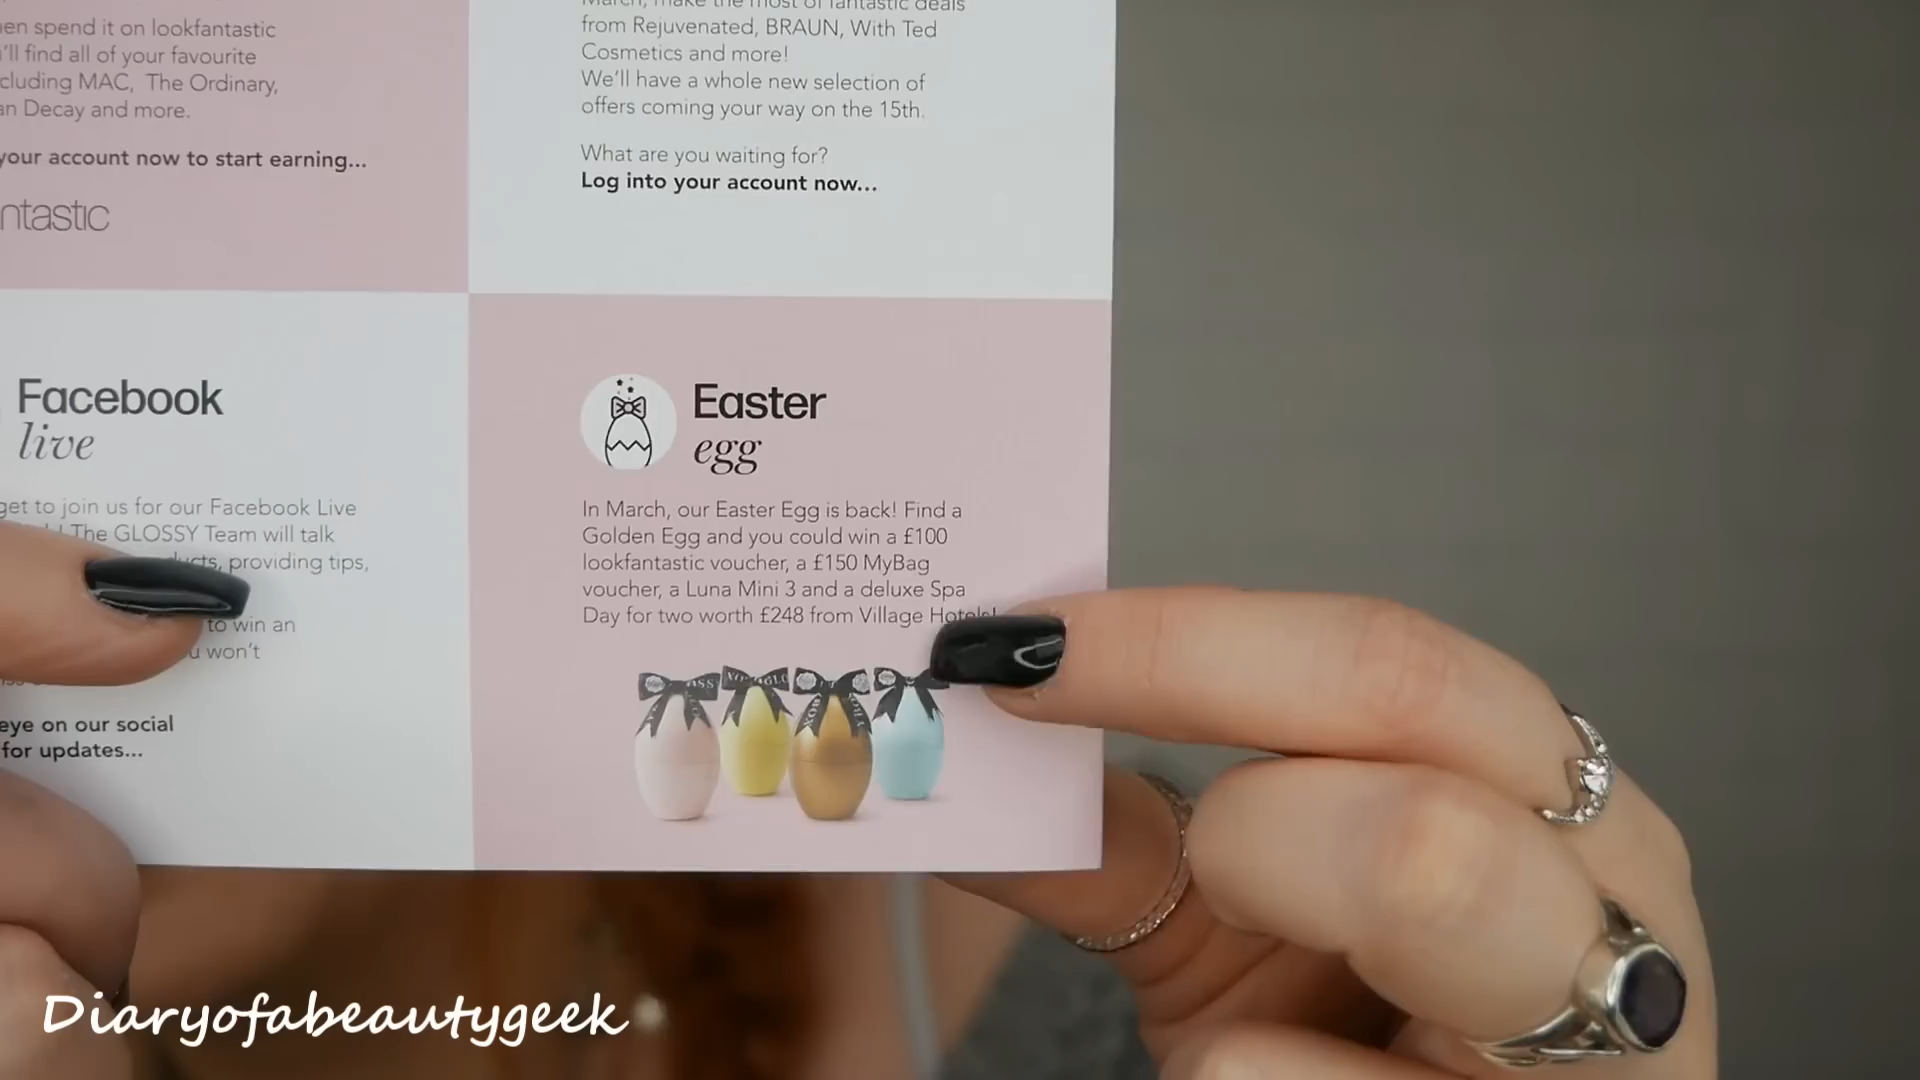 spend it on lookfantastic
find all of your favourite
MAC, The Ordinary,
Decay and more.
your account now to start earning...
March, make the most of fantastic deals
from Rejuvenated, BRAUN, With Ted
Cosmetics and more!
We'll have a whole new selection of
offers coming your way on the 15th.
What are you waiting for?
Log into your account now...
Facebook
live
to join us for our Facebook Live
The GLOSSY Team will talk
providing tips,
to win an
won't
eye on our social
for updates...
Easter
egg
In March, our Easter Egg is back! Find a
Golden Egg and you could win a £100
lookfantastic voucher, a £150 MyBag
voucher, a Luna Mini 3 and a deluxe Spa
Day for two worth £248 from Village Hotels!
Diaryofabeautygeek